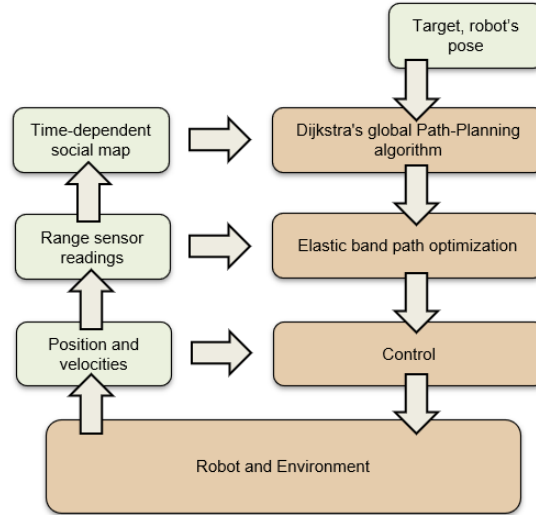 Target, robot's
pose
Time-dependent
social map
Dijkstra's global Path-Planning
algorithm
Range sensor
readings
Elastic band path optimization
Position and
velocities
Control
Robot and Environment